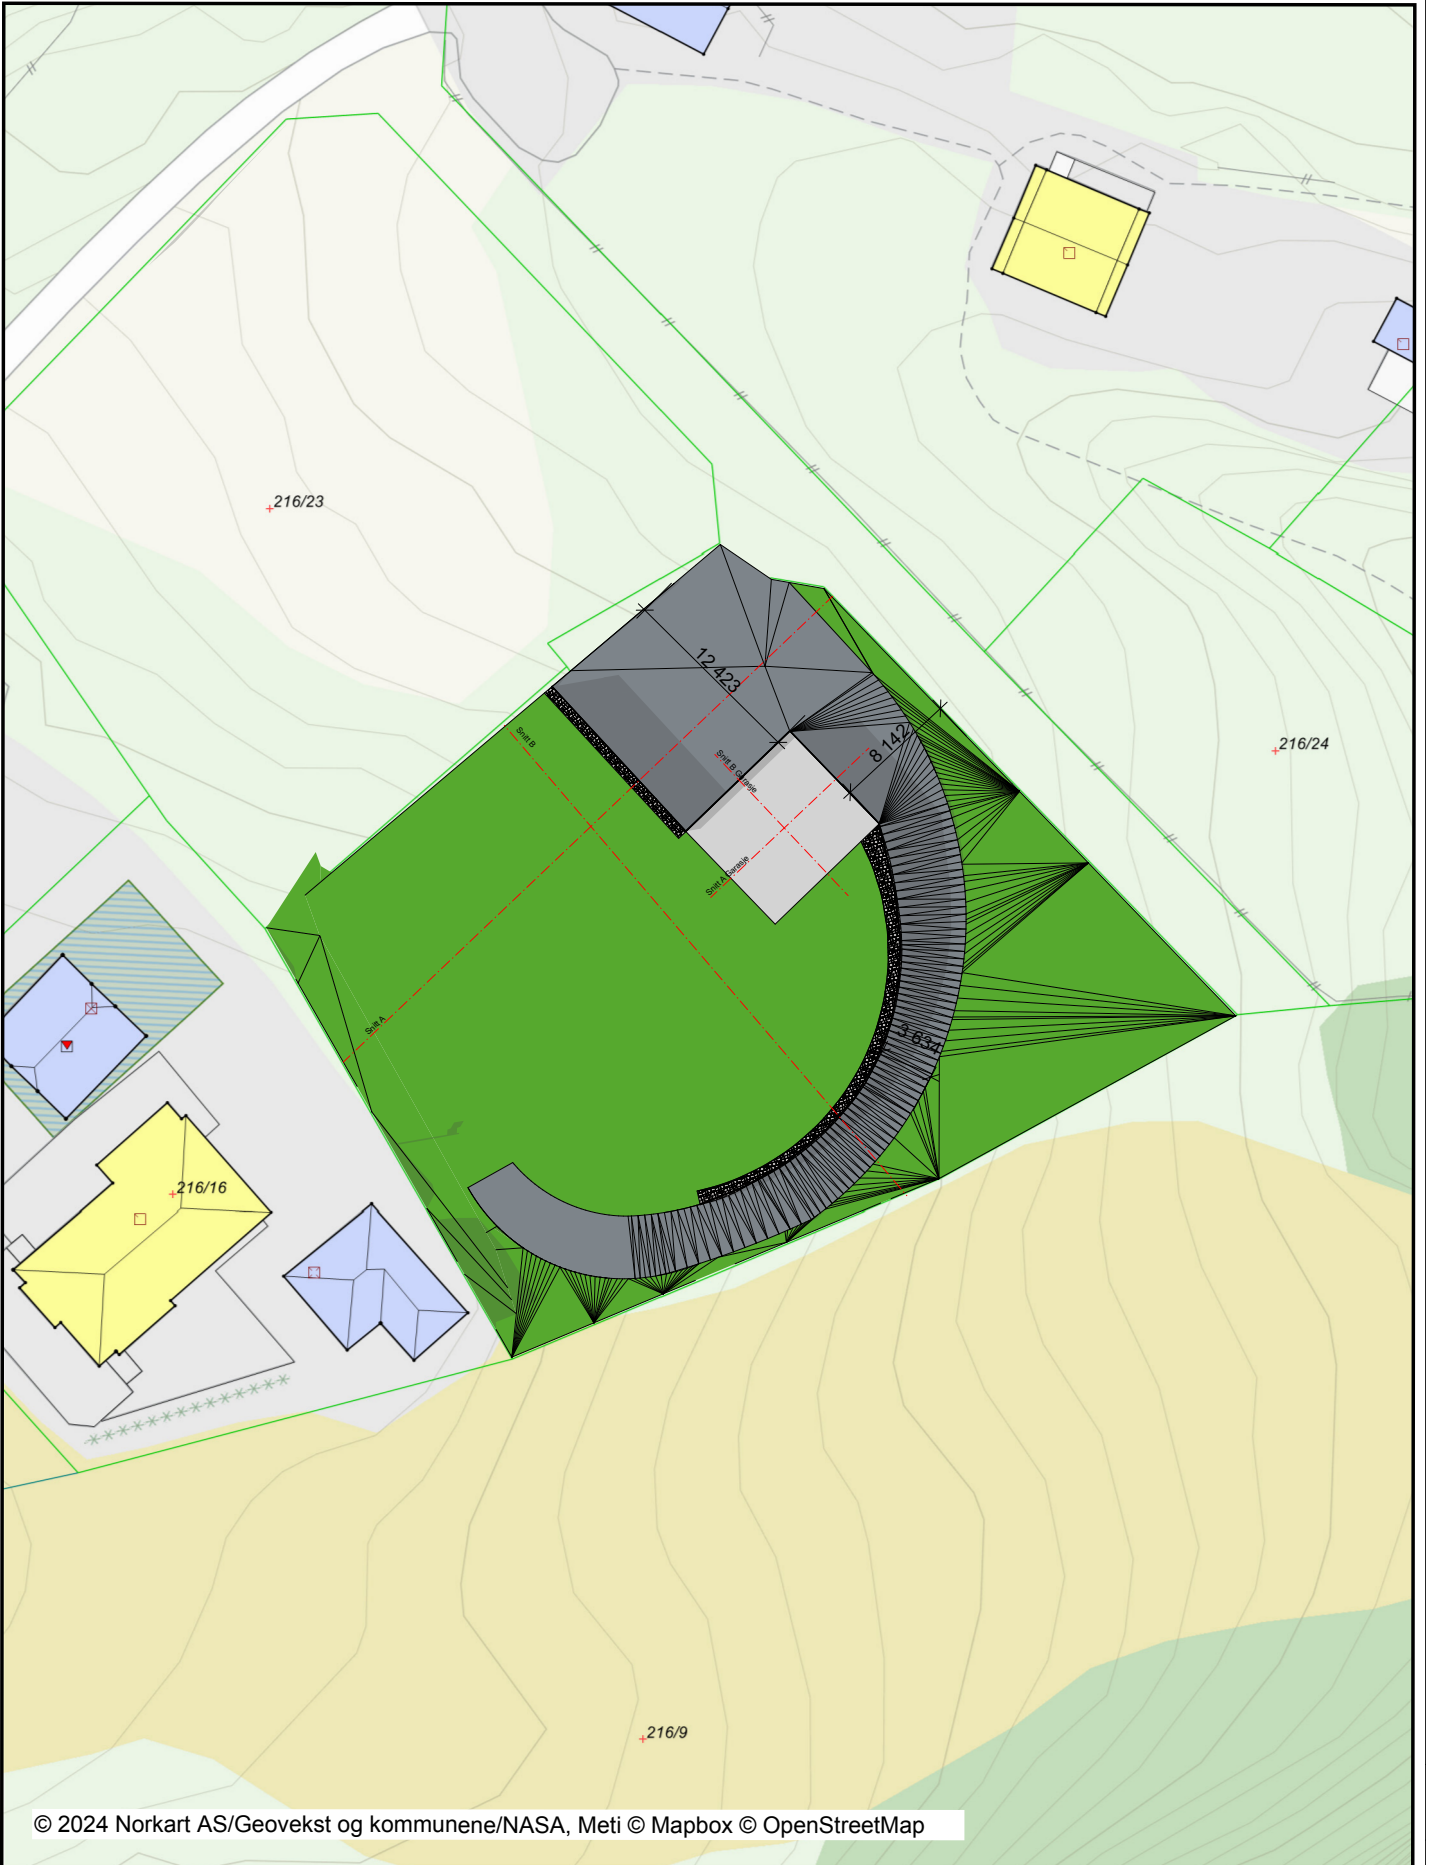 216/23
12 423
8 142
216/24
Snitt B
Snitt B Garasje
Snitt A Garasje
Snitt A
3 634
216/16
216/9
© 2024 Norkart AS/Geovekst og kommunene/NASA, Meti © Mapbox © OpenStreetMap